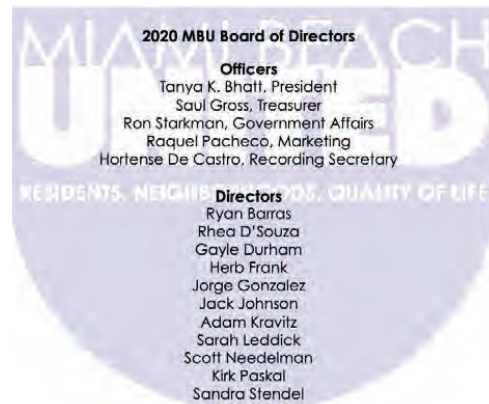 MIAMI BEACH
2020 MBU Board of Directors
UNITED
Officers
Tanya K. Bhatt, President
Saul Gross, Treasurer
Ron Starkman, Government Affairs
Raquel Pacheco, Marketing
Hortense De Castro, Recording Secretary
RESIDENTS, NEIGHBORHOODS, QUALITY OF LIFE
Directors
Ryan Barras
Rhea D'Souza
Gayle Durham
Herb Frank
Jorge Gonzalez
Jack Johnson
Adam Kravitz
Sarah Leddick
Scott Needelman
Kirk Paskal
Sandra Stendel